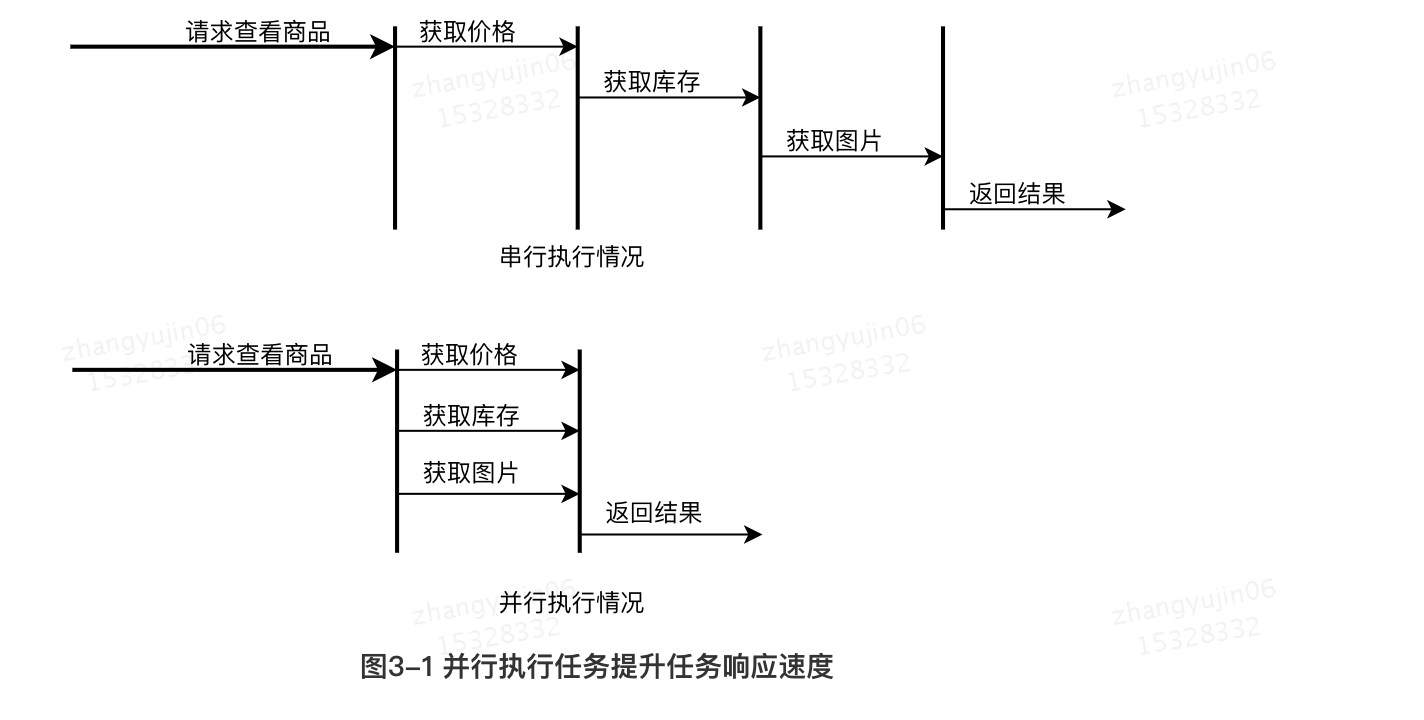 请求查看商品
获取价格
获取库存
获取图片
返回结果
串行执行情况
请求查看商品
获取价格
获取库存
获取图片
返回结果
并行执行情况
图3-1 并行执行任务提升任务响应速度
zhangyujin06
15328332
zhangyujin06
15328332
zhangyujin06
15328332
zhangyujin06
15328332
zhangyujin06
15328332
zhangyujin06
15328332